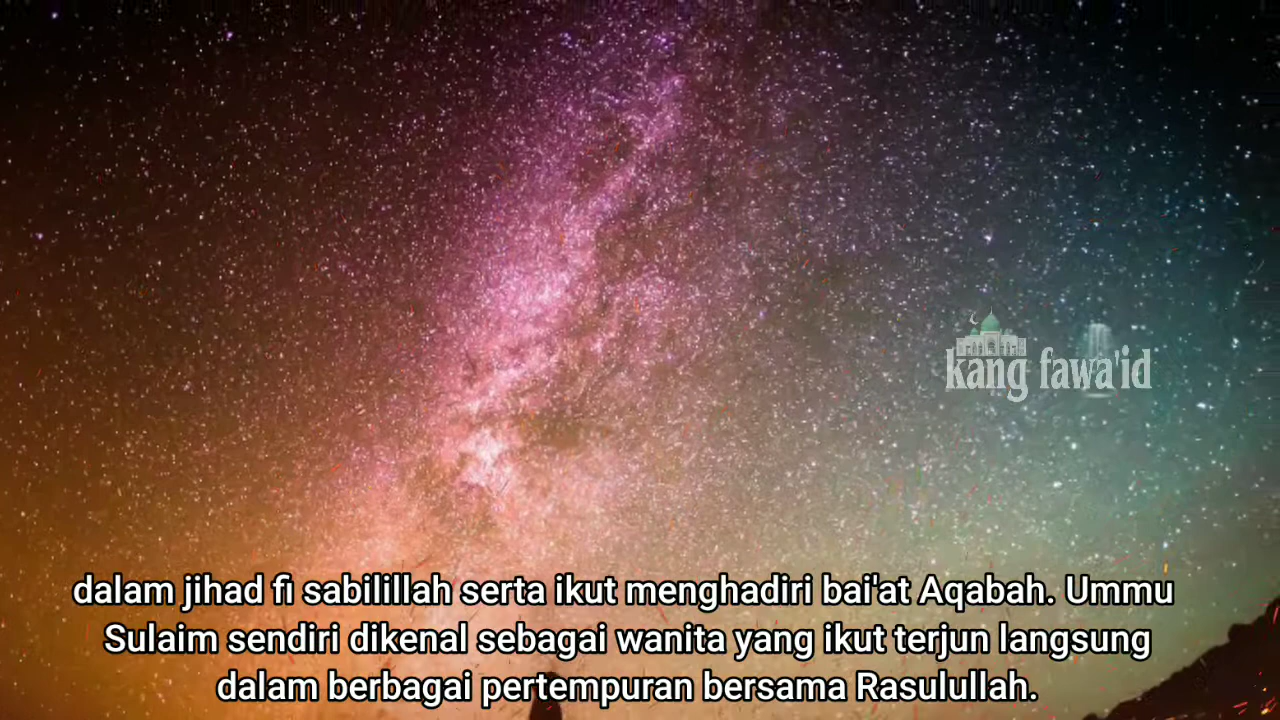 kang fawa'id
dalam jihad fi sabilillah serta ikut menghadiri bai'at Aqabah. Ummu
Sulaim sendiri dikenal sebagai wanita yang ikut terjun langsung
dalam berbagai pertempuran bersama Rasulullah.